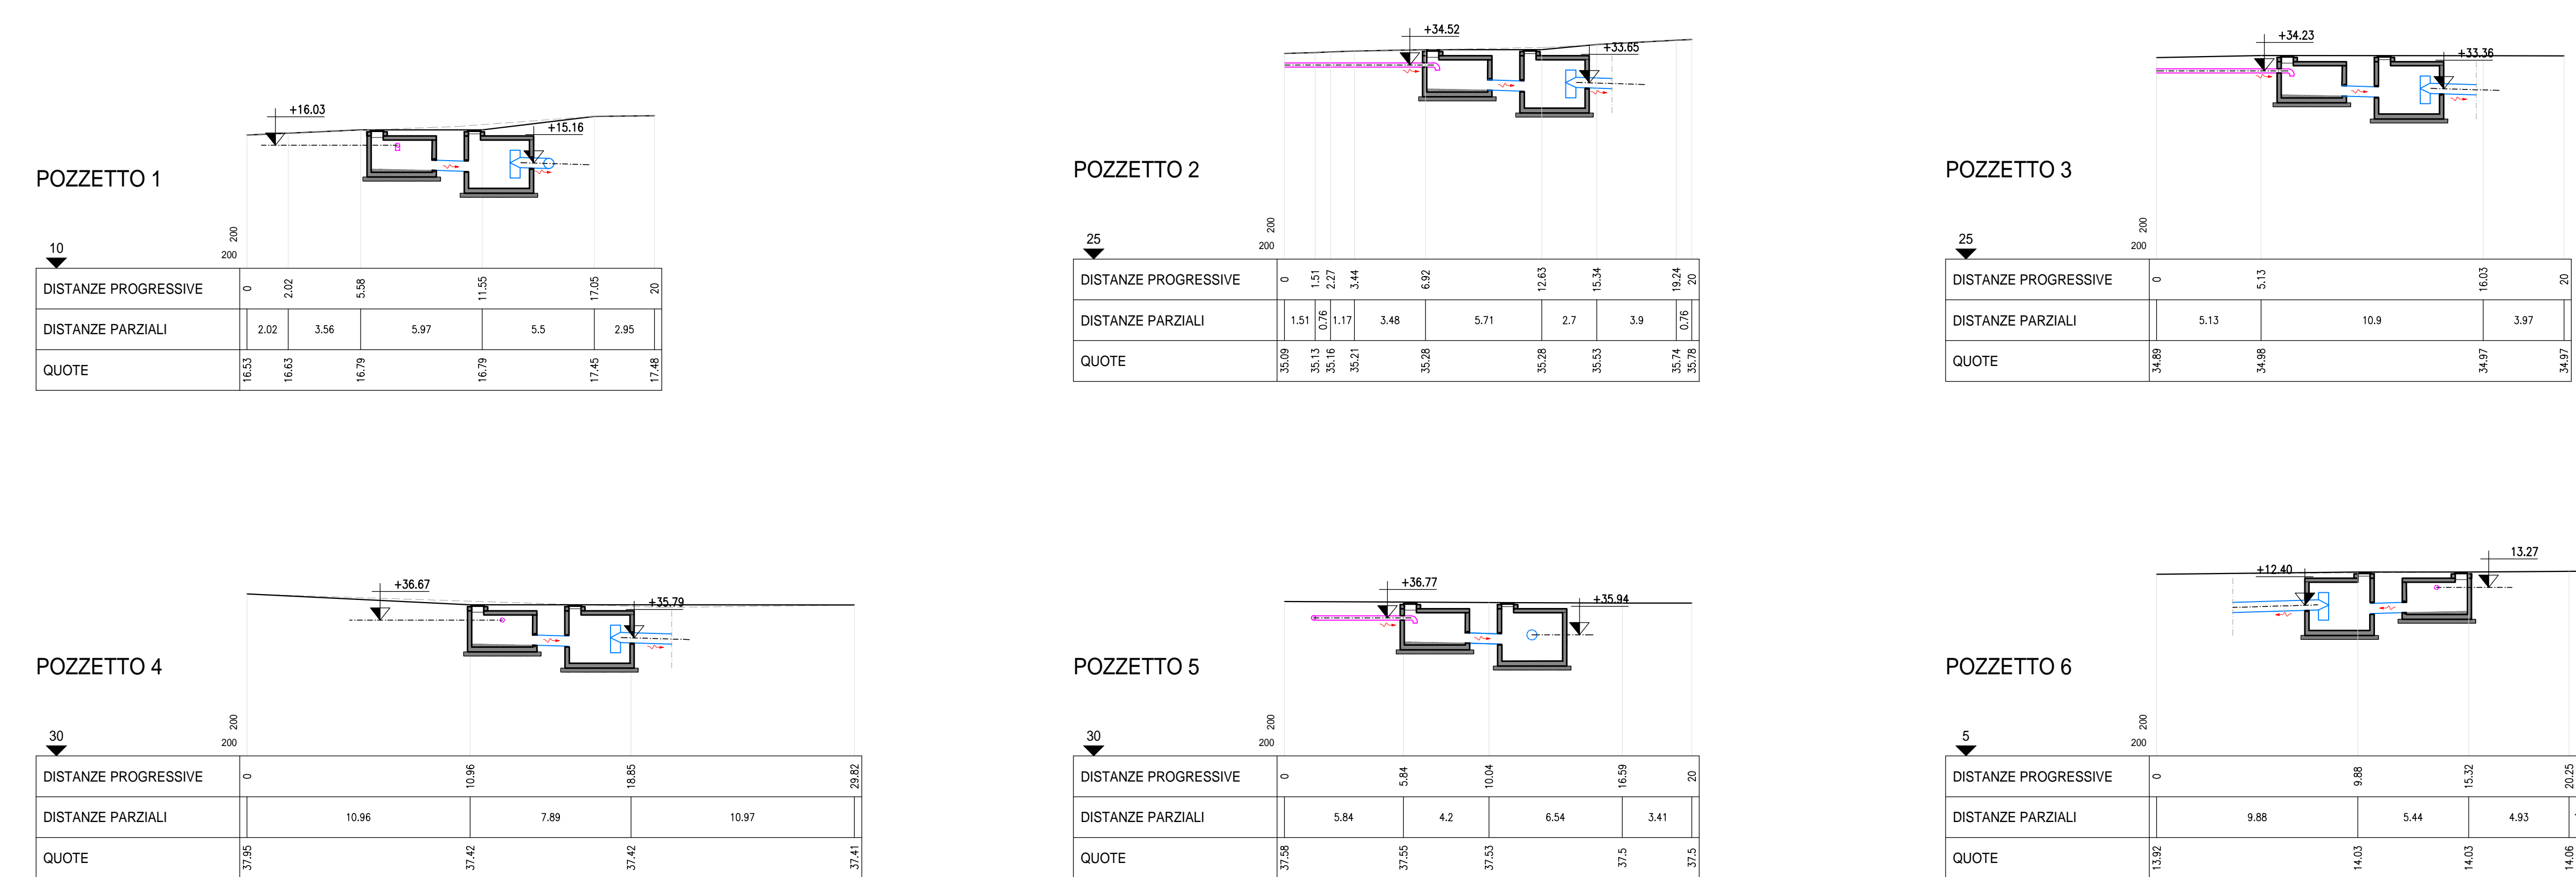 POZZETTO 1
+16.03
+15.16
200
200
10
DISTANZE PROGRESSIVE 0 2.02 5.58 11.55 17.05 20
DISTANZE PARZIALI 2.02 3.56 5.97 5.5 2.95
QUOTE 16.53 16.63 16.79 16.79 17.45 17.48
POZZETTO 2
+34.52
+33.65
200
200
25
DISTANZE PROGRESSIVE 0 1.51 2.27 3.44 6.92 12.63 15.34 19.24 20
DISTANZE PARZIALI 1.51 0.76 1.17 3.48 5.71 2.7 3.9 0.76
QUOTE 35.09 35.13 35.16 35.21 35.28 35.28 35.53 35.74 35.78
POZZETTO 3
+34.23
+33.36
200
200
25
DISTANZE PROGRESSIVE 0 5.13 16.03 20
DISTANZE PARZIALI 5.13 10.9 3.97
QUOTE 34.89 34.98 34.97 34.97
POZZETTO 4
+36.67
+35.79
200
200
30
DISTANZE PROGRESSIVE 0 10.96 18.85 29.82
DISTANZE PARZIALI 10.96 7.89 10.97
QUOTE 37.95 37.42 37.42 37.41
POZZETTO 5
+36.77
+35.94
200
200
30
DISTANZE PROGRESSIVE 0 5.84 10.04 16.59 20
DISTANZE PARZIALI 5.84 4.2 6.54 3.41
QUOTE 37.58 37.55 37.53 37.5 37.5
POZZETTO 6
+12.40
13.27
200
200
5
DISTANZE PROGRESSIVE 0 9.88 15.32 20.25
DISTANZE PARZIALI 9.88 5.44 4.93
QUOTE 13.92 14.03 14.03 14.06